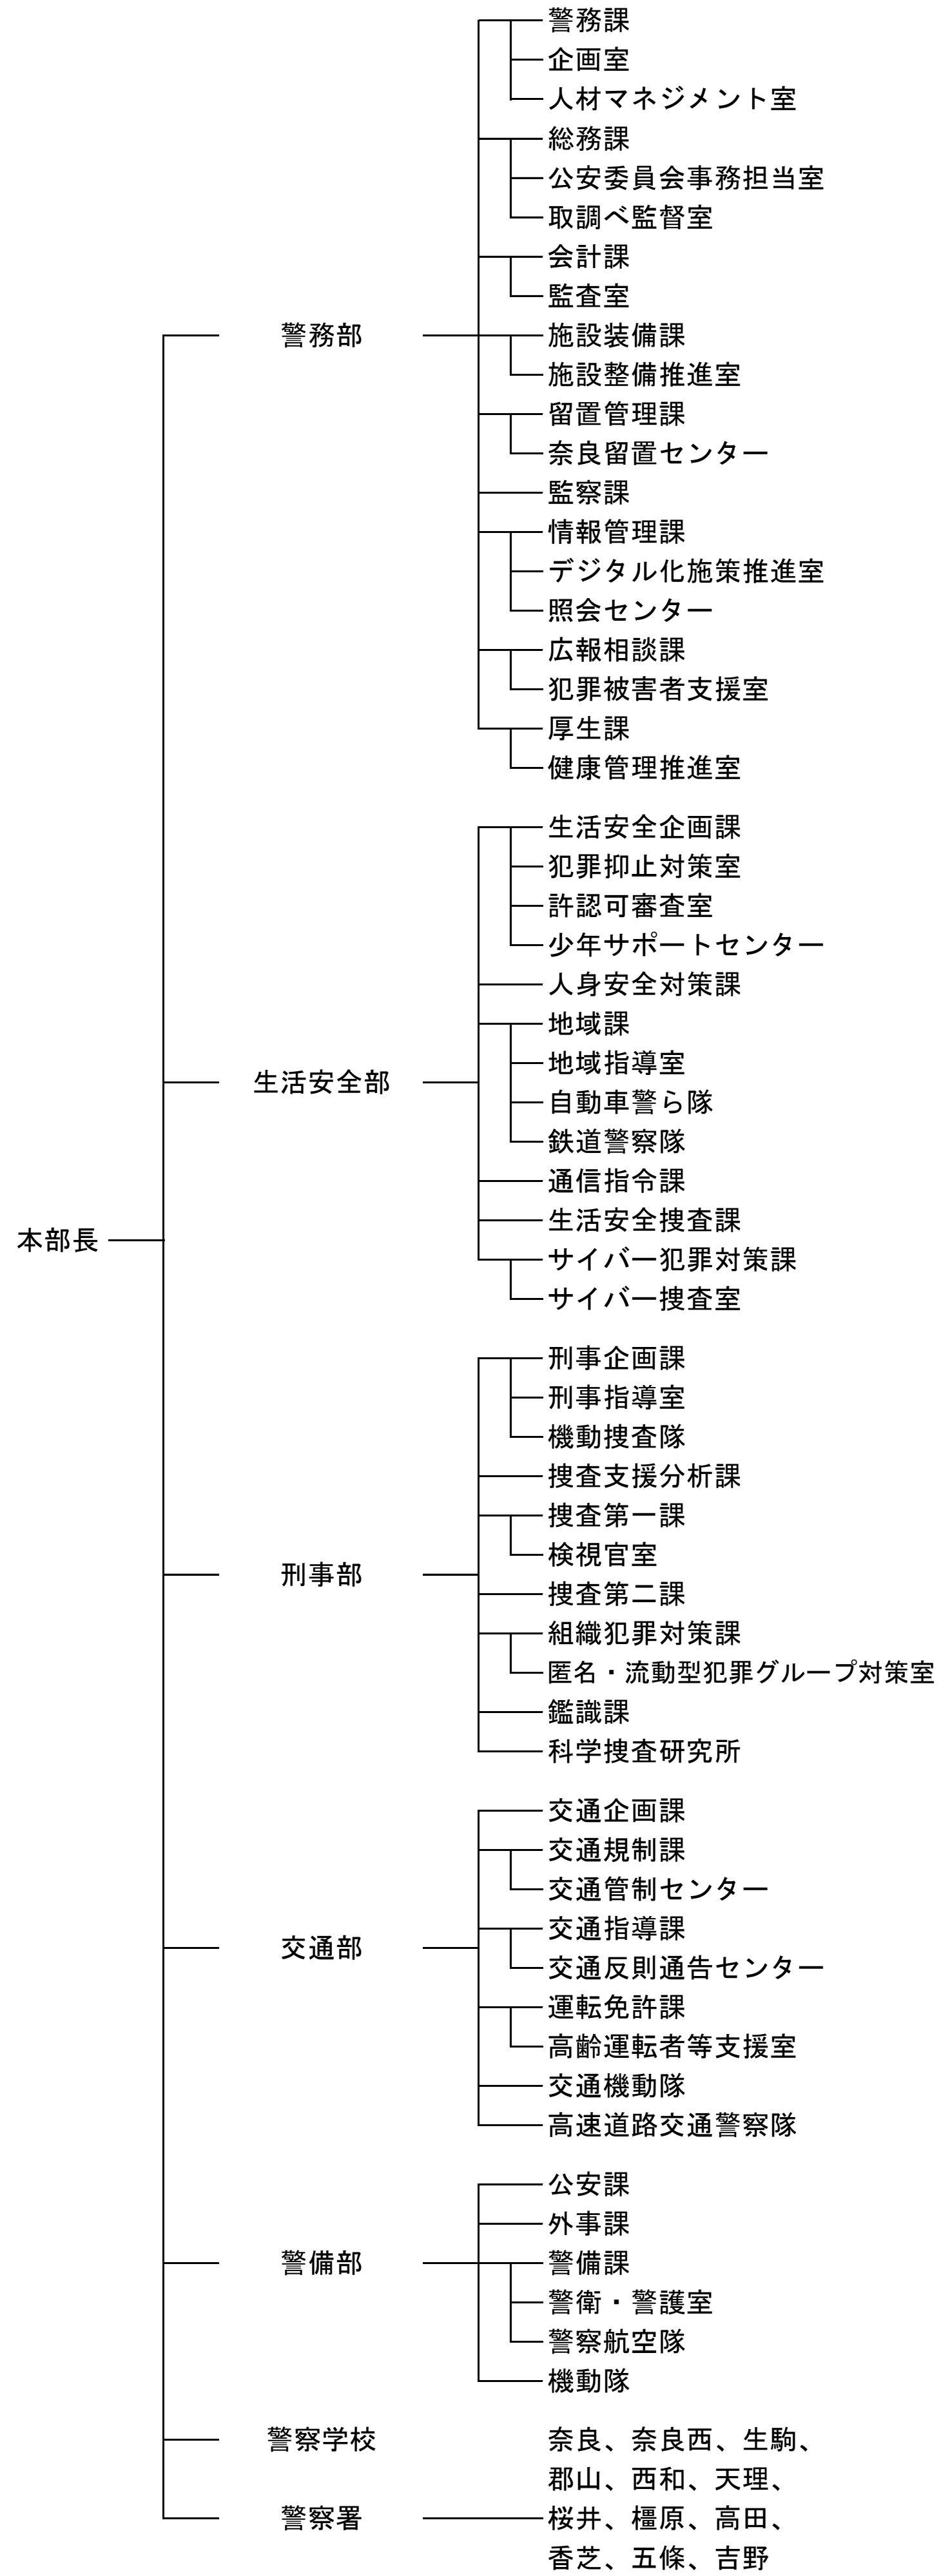 本部長
警務部
警務課
企画室
人材マネジメント室
総務課
公安委員会事務担当室
取調べ監督室
会計課
監査室
施設装備課
施設整備推進室
留置管理課
奈良留置センター
監察課
情報管理課
デジタル化施策推進室
照会センター
広報相談課
犯罪被害者支援室
厚生課
健康管理推進室
生活安全部
生活安全企画課
犯罪抑止対策室
許認可審査室
少年サポートセンター
人身安全対策課
地域課
地域指導室
自動車警ら隊
鉄道警察隊
通信指令課
生活安全捜査課
サイバー犯罪対策課
サイバー捜査室
刑事部
刑事企画課
刑事指導室
機動捜査隊
捜査支援分析課
捜査第一課
検視官室
捜査第二課
組織犯罪対策課
匿名・流動型犯罪グループ対策室
鑑識課
科学捜査研究所
交通部
交通企画課
交通規制課
交通管制センター
交通指導課
交通反則通告センター
運転免許課
高齢運転者等支援室
交通機動隊
高速道路交通警察隊
警備部
公安課
外事課
警備課
警衛・警護室
警察航空隊
機動隊
警察学校
警察署
奈良、奈良西、生駒、
郡山、西和、天理、
桜井、橿原、高田、
香芝、五條、吉野